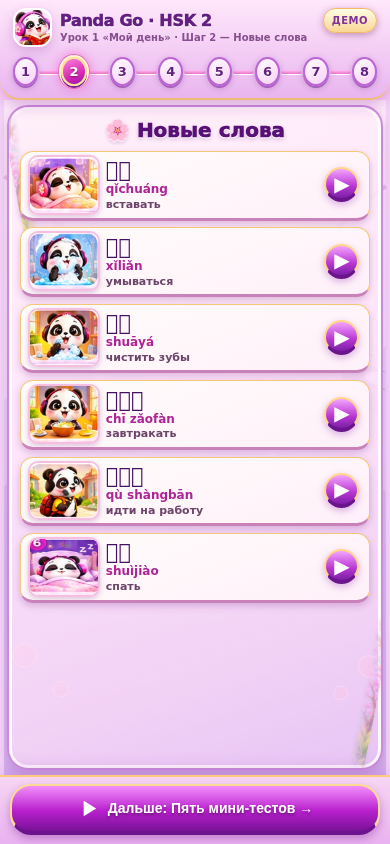 Panda Go · HSK 2
Урок 1 «Мой день» · Шаг 2 — Новые слова
ДЕМО
1 2 3 4 5 6 7 8
🌸 Новые слова
qǐchuáng
вставать
xǐliǎn
умываться
shuāyá
чистить зубы
chī zǎofàn
завтракать
qù shàngbān
идти на работу
6
z z
shuìjiào
спать
Дальше: Пять мини-тестов →